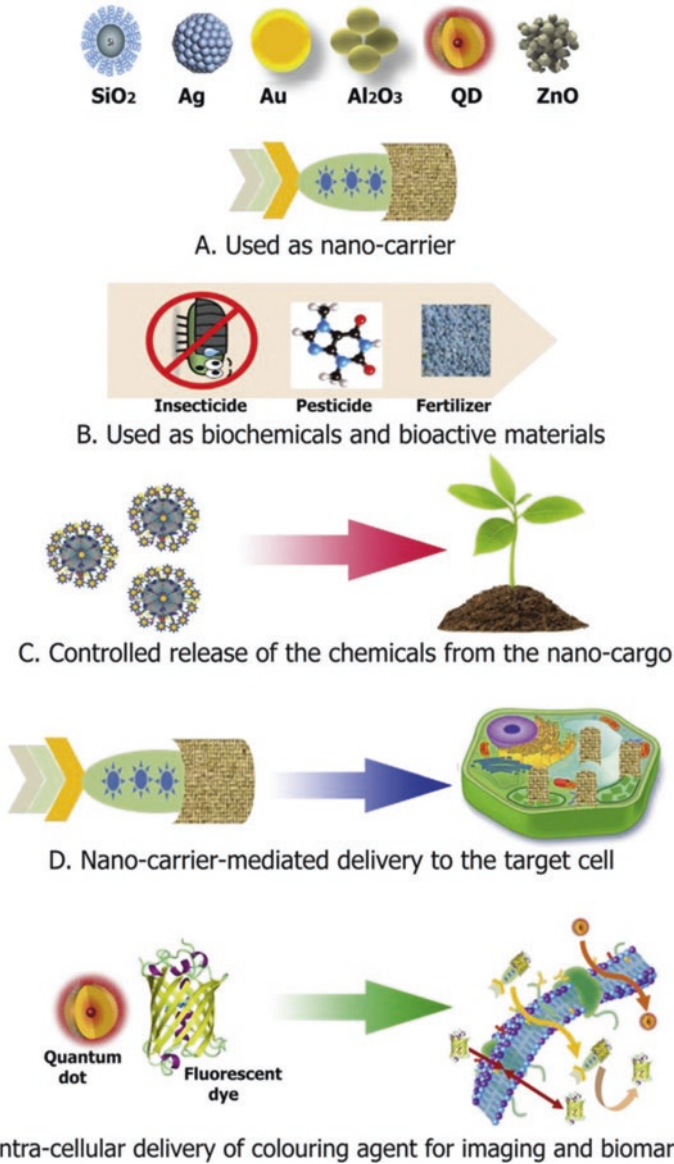 Si
SiO2 Ag Au Al2O3 QD ZnO
A. Used as nano-carrier
Insecticide Pesticide Fertilizer
B. Used as biochemicals and bioactive materials
C. Controlled release of the chemicals from the nano-cargo
D. Nano-carrier-mediated delivery to the target cell
Quantum
dot
Fluorescent
dye
ntra-cellular delivery of colouring agent for imaging and biomar